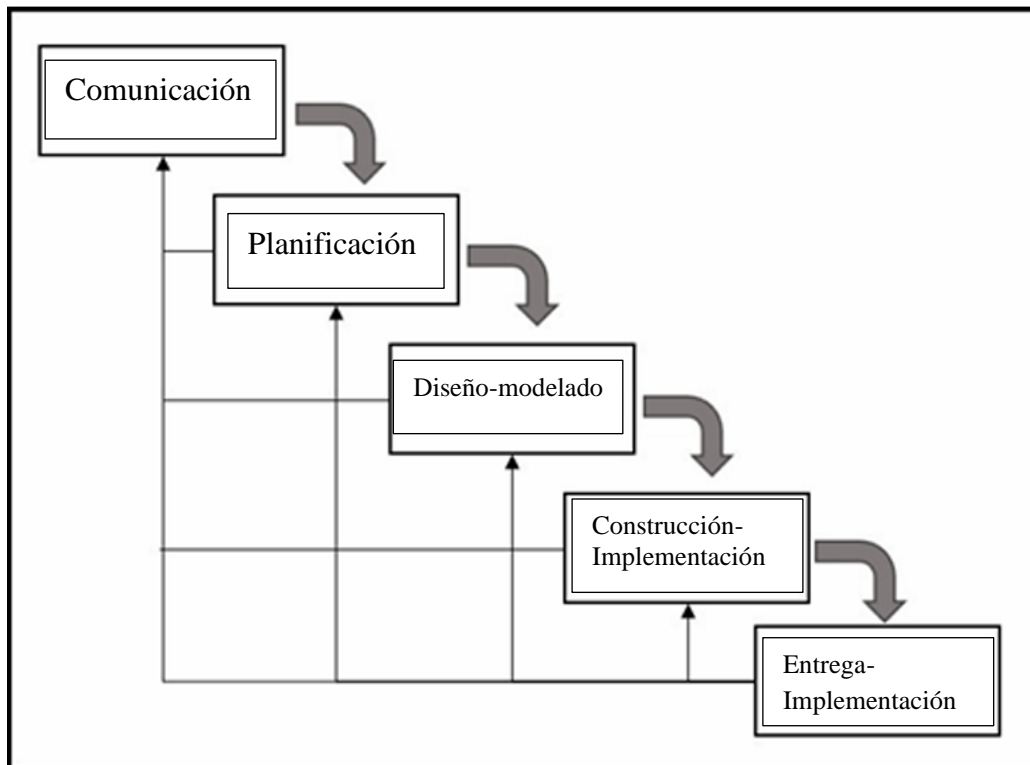 Comunicación
Planificación
Diseño-modelado
Construcción-
Implementación
Entrega-
Implementación